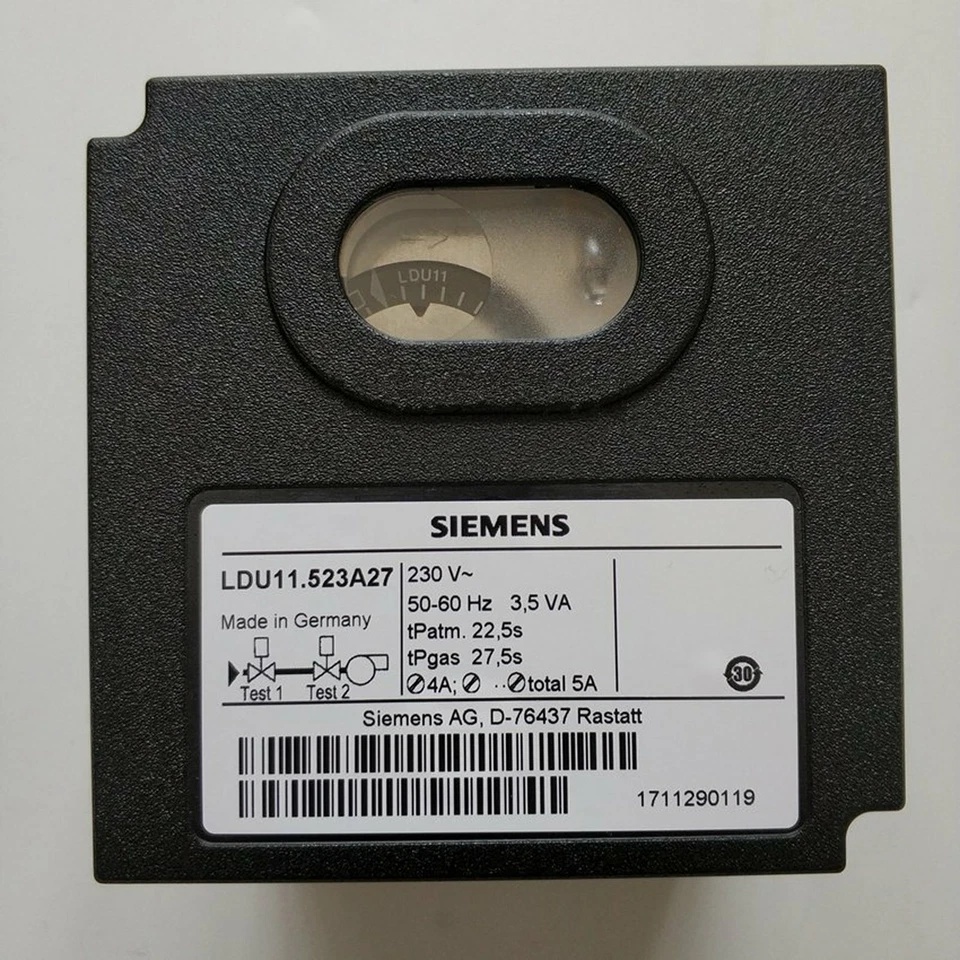 LDU11
SIEMENS
LDU11.523A27
Made in Germany
Test 1 Test 2
230 V~
50-60 Hz 3,5 VA
tPatm. 22,5s
tPgas 27,5s
⊘4A; ⊘ ··⊘total 5A
30
Siemens AG, D-76437 Rastatt
1711290119